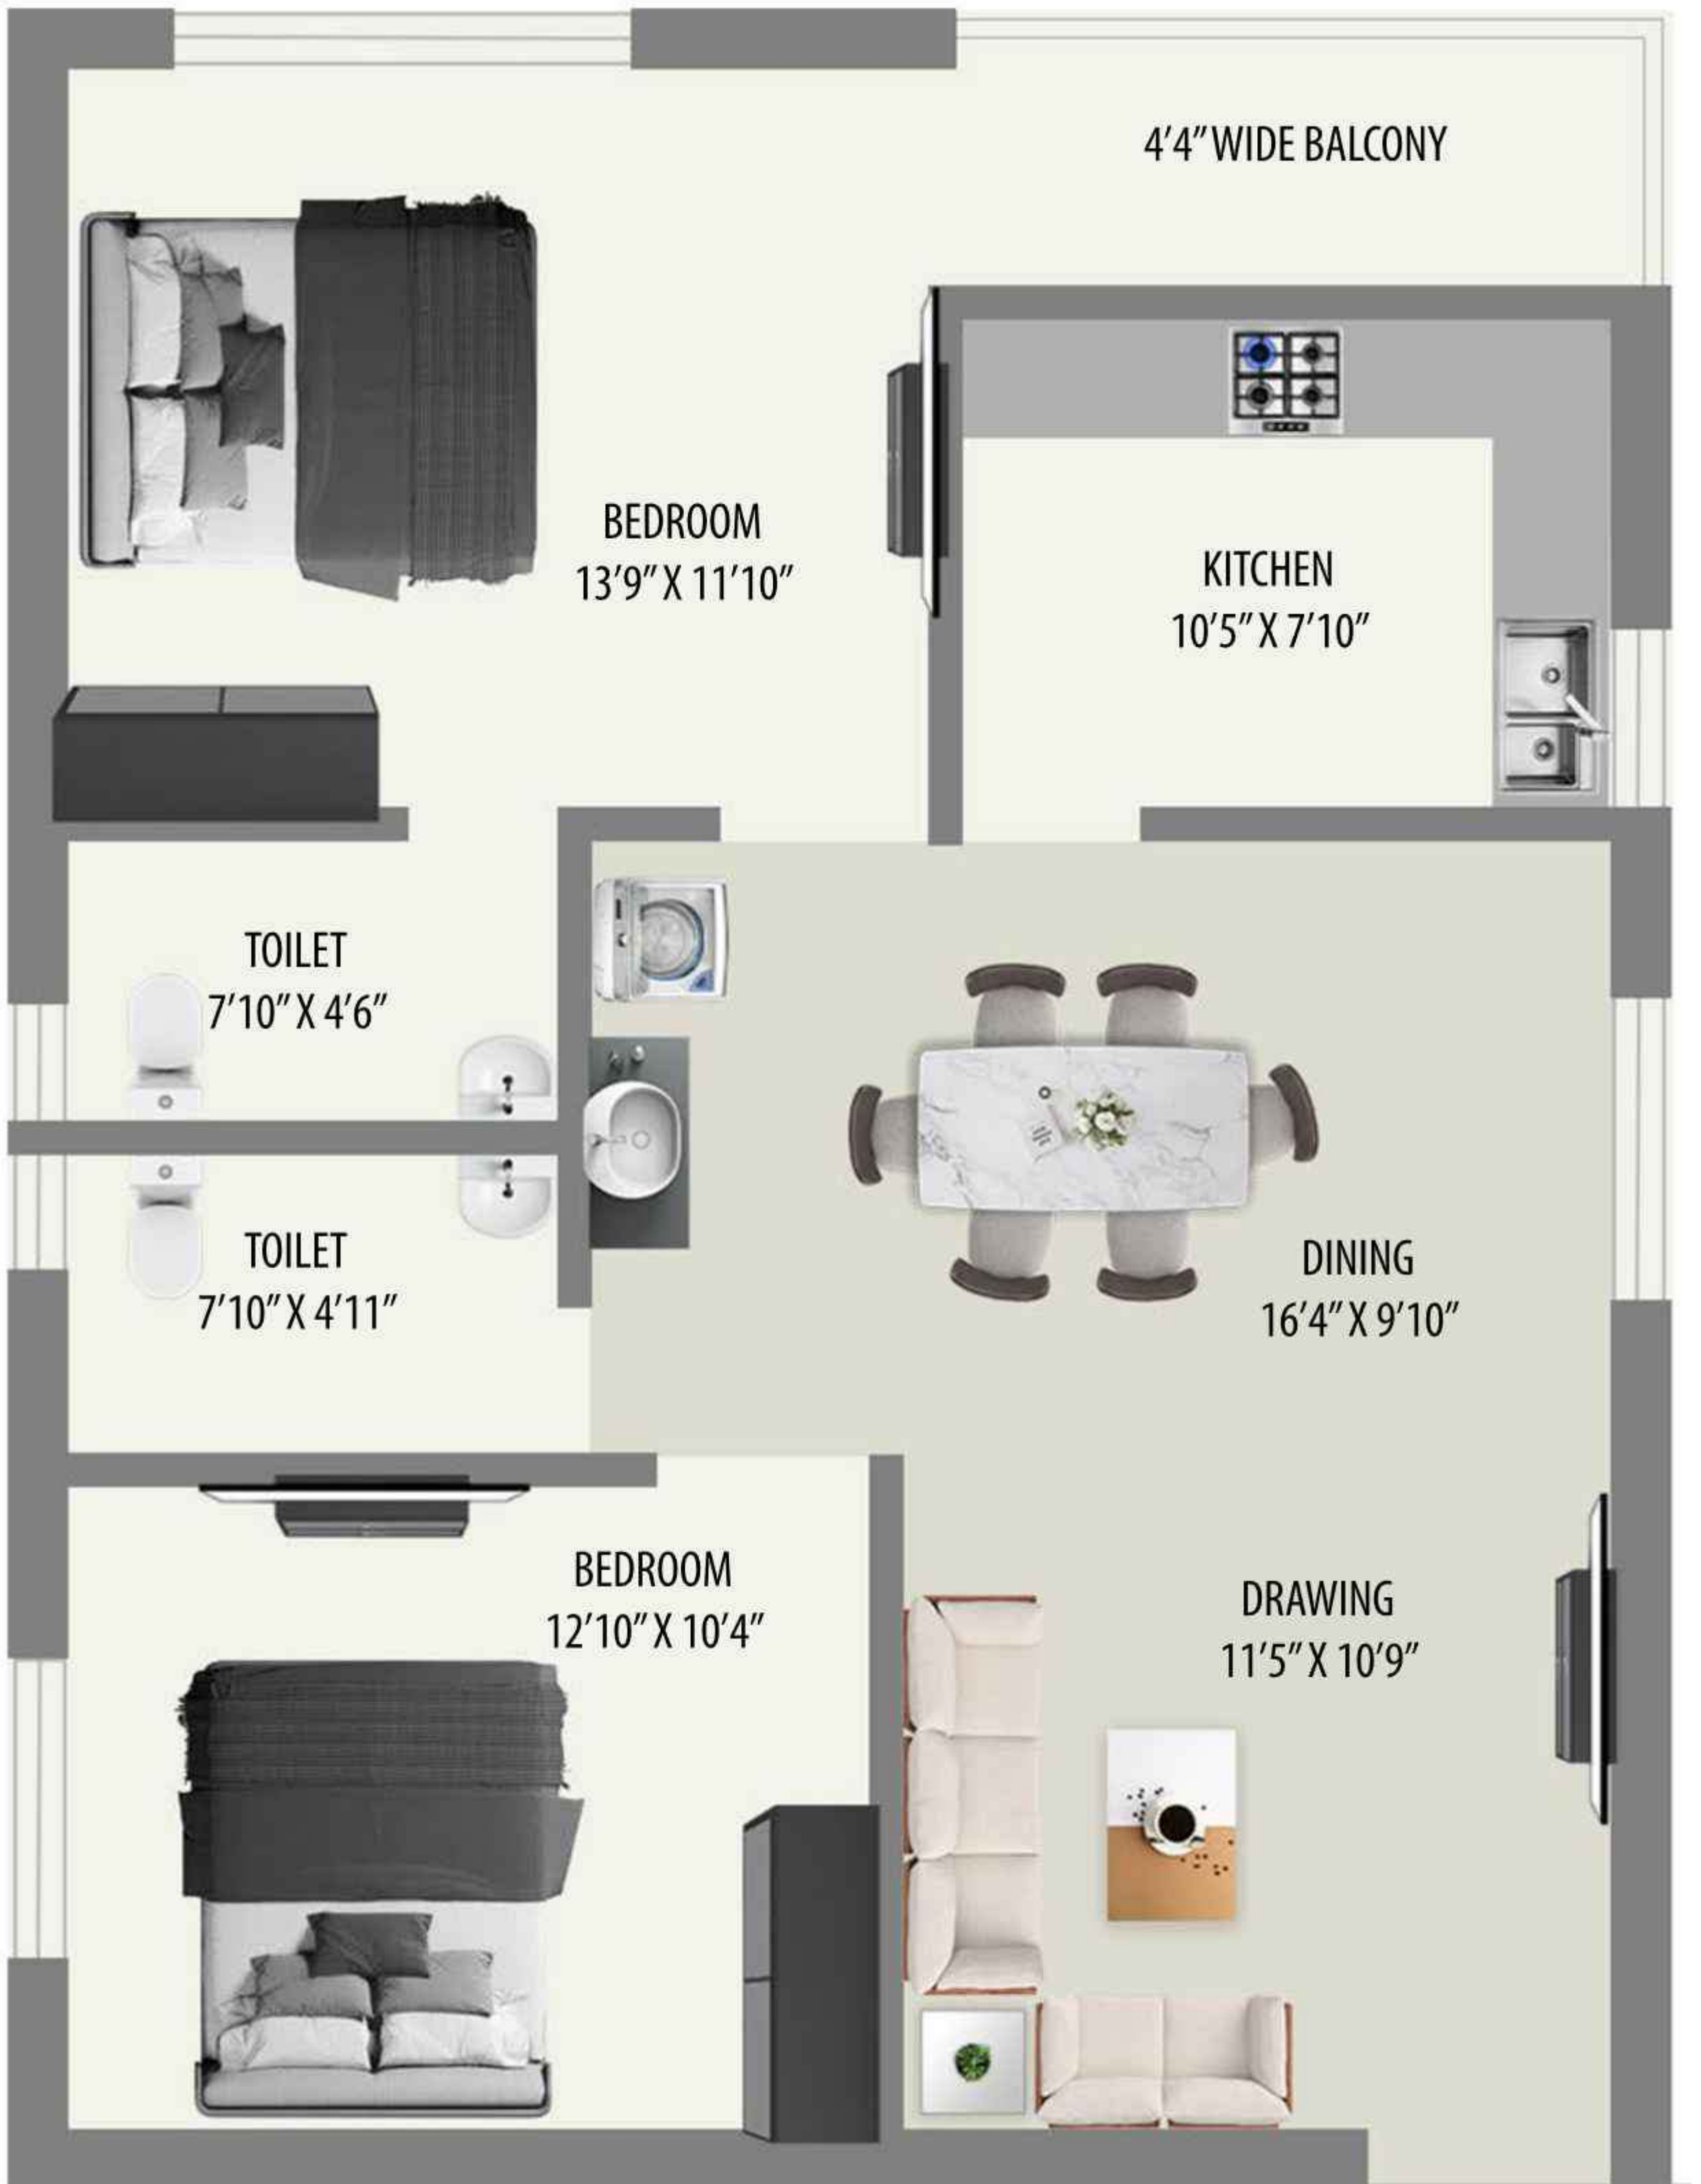 4'4" WIDE BALCONY
BEDROOM
13'9" X 11'10"
KITCHEN
10'5" X 7'10"
TOILET
7'10" X 4'6"
TOILET
7'10" X 4'11"
DINING
16'4" X 9'10"
BEDROOM
12'10" X 10'4"
DRAWING
11'5" X 10'9"